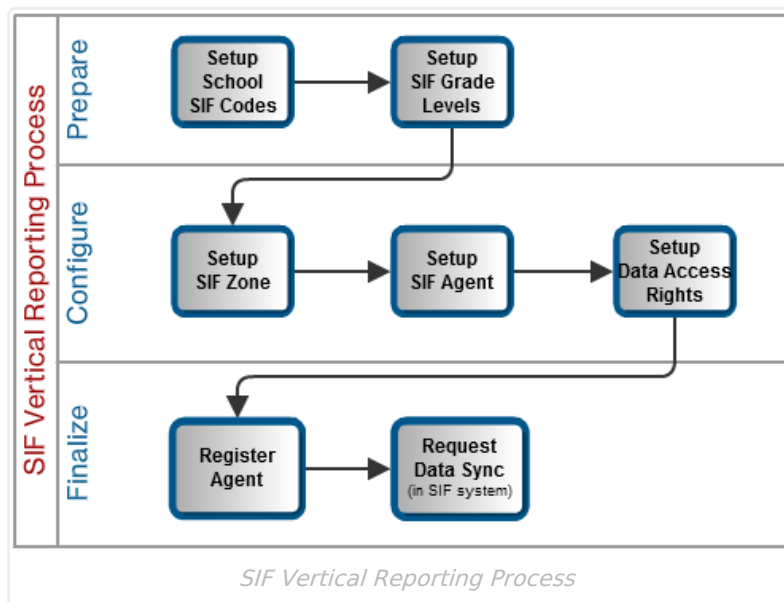 SIF Vertical Reporting Process
Prepare
Setup
School
SIF Codes
Setup
SIF Grade
Levels
Configure
Setup
SIF Zone
Setup
SIF Agent
Setup
Data Access
Rights
Finalize
Register
Agent
Request
Data Sync
(in SIF system)
SIF Vertical Reporting Process